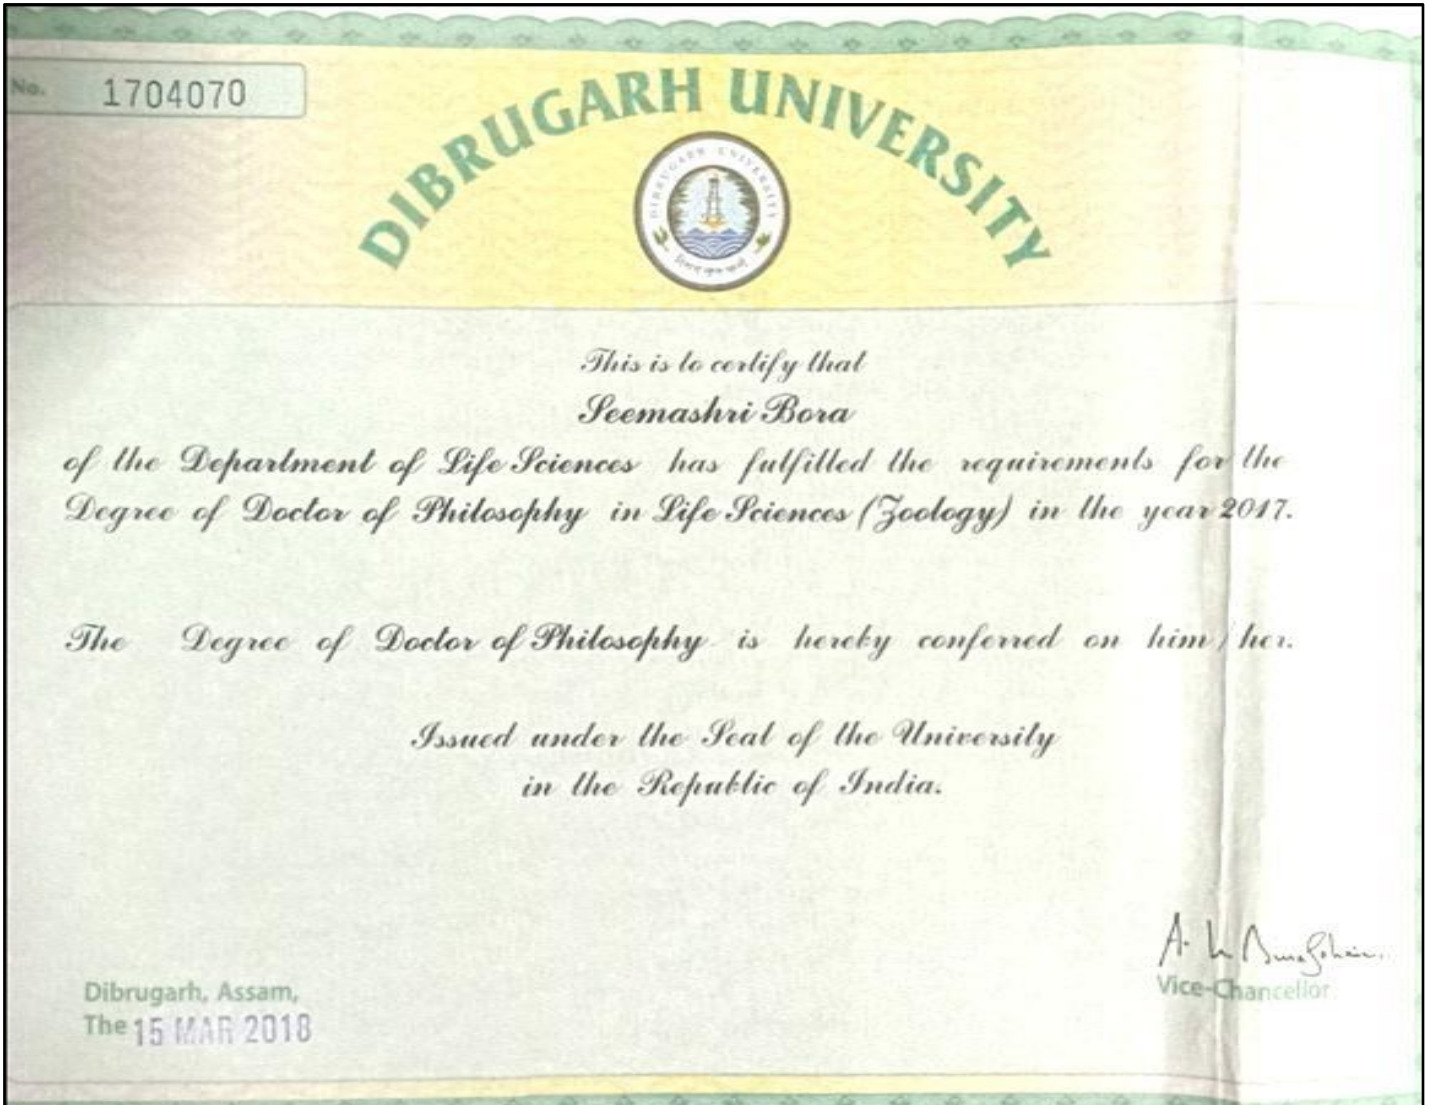 No. 1704070
DIBRUGARH UNIVERSITY
DIBRUGARH UNIVERSITY
This is to certify that
Seemashri Bora
of the Department of Life Sciences has fulfilled the requirements for the
Degree of Doctor of Philosophy in Life Sciences (Zoology) in the year 2017.
The Degree of Doctor of Philosophy is hereby conferred on him / her.
Issued under the Seal of the University
in the Republic of India.
Vice-Chancellor
Dibrugarh, Assam,
The 15 MAR 2018